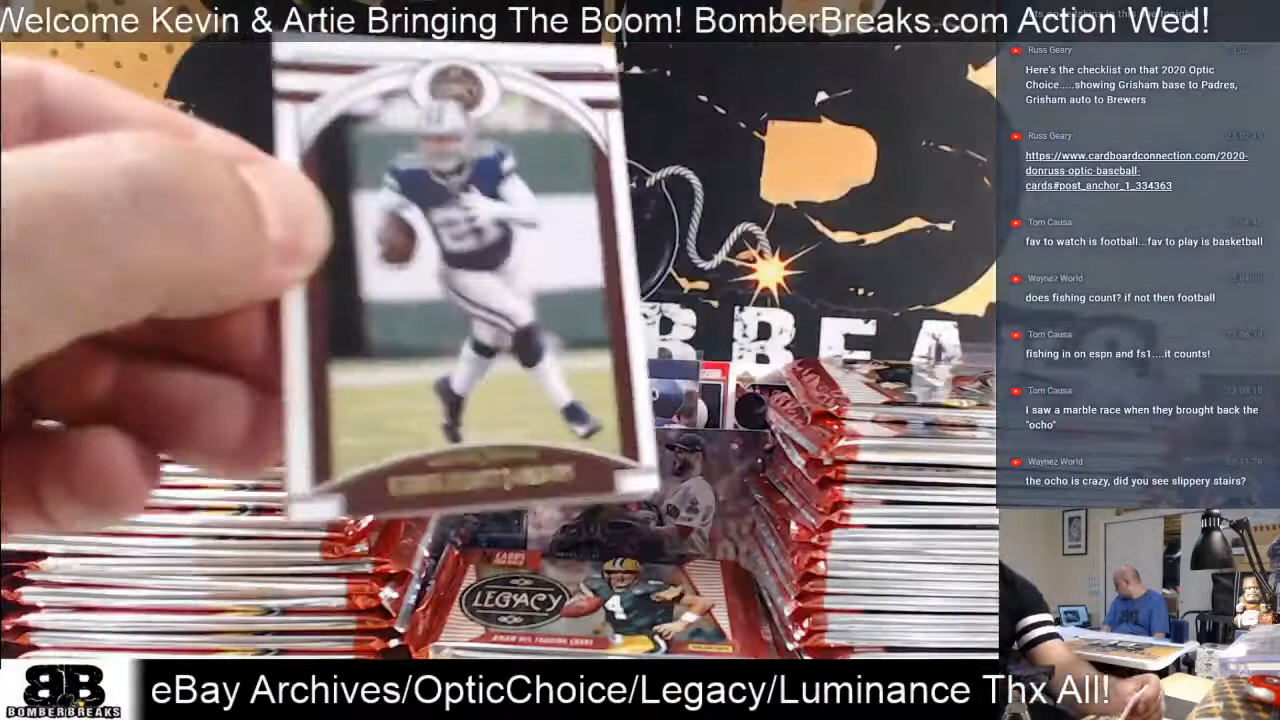 Welcome Kevin & Artie Bringing The Boom! BomberBreaks.com Action Wed!
Russ Geary
Here's the checklist on that 2020 Optic
Choice.....showing Grisham base to Padres,
Grisham auto to Brewers
Russ Geary
https://www.cardboardconnection.com/2020-
donruss-optic-baseball-
cards#post_anchor_1_334363
Tom Causa
fav to watch is football...fav to play is basketball
Waynez World
does fishing count? if not then football
Tom Causa
fishing in on espn and fs1....it counts!
Tom Causa
I saw a marble race when they brought back the
"ocho"
Waynez World
the ocho is crazy, did you see slippery stairs?
BBREA
LEGACY
4
BB
BOMBERBREAKS
eBay Archives/OpticChoice/Legacy/Luminance Thx All!